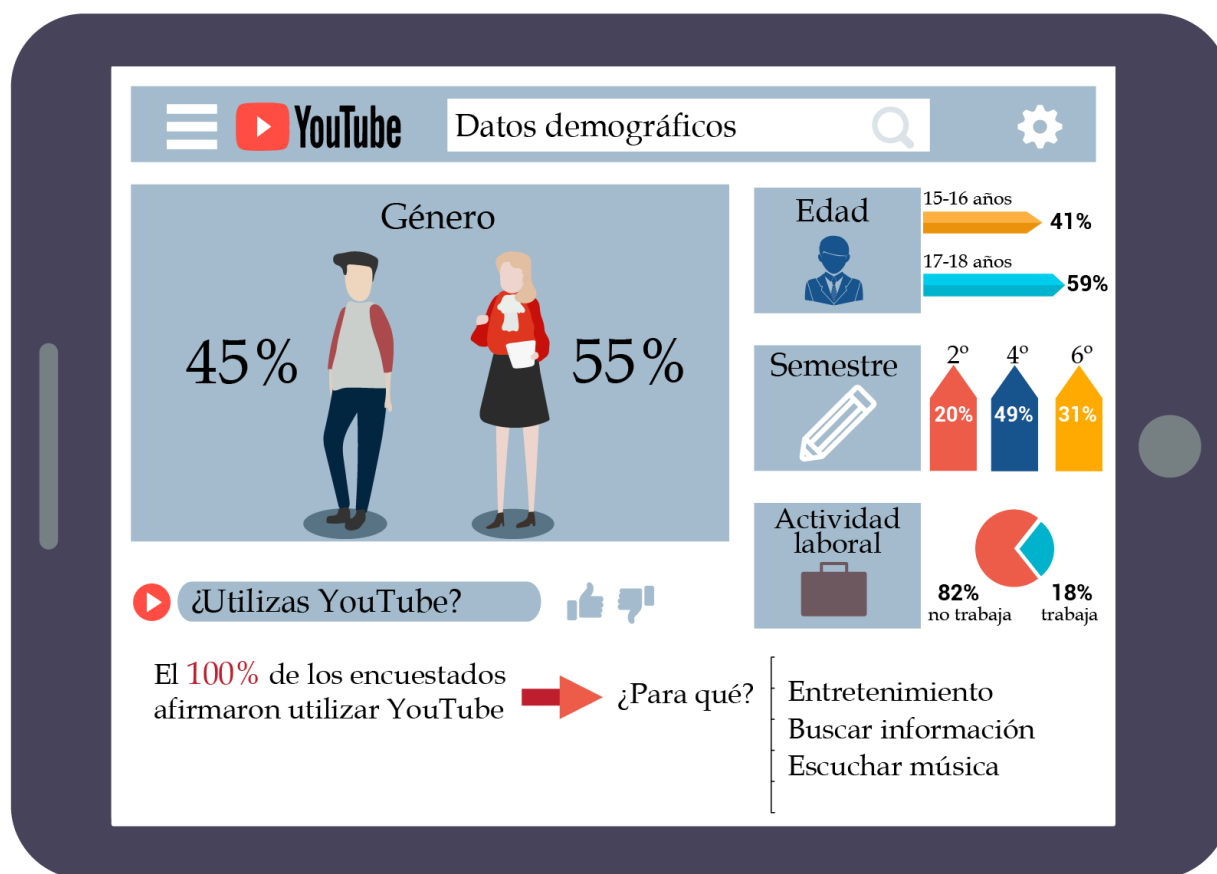 YouTube
Datos demográficos
Género
45%
55%
Edad
15-16 años
41%
17-18 años
59%
Semestre
2º
4º
6º
20%
49%
31%
Actividad
laboral
82%
no trabaja
18%
trabaja
¿Utilizas YouTube?
El 100% de los encuestados
afirmaron utilizar YouTube
¿Para qué?
Entretenimiento
Buscar información
Escuchar música